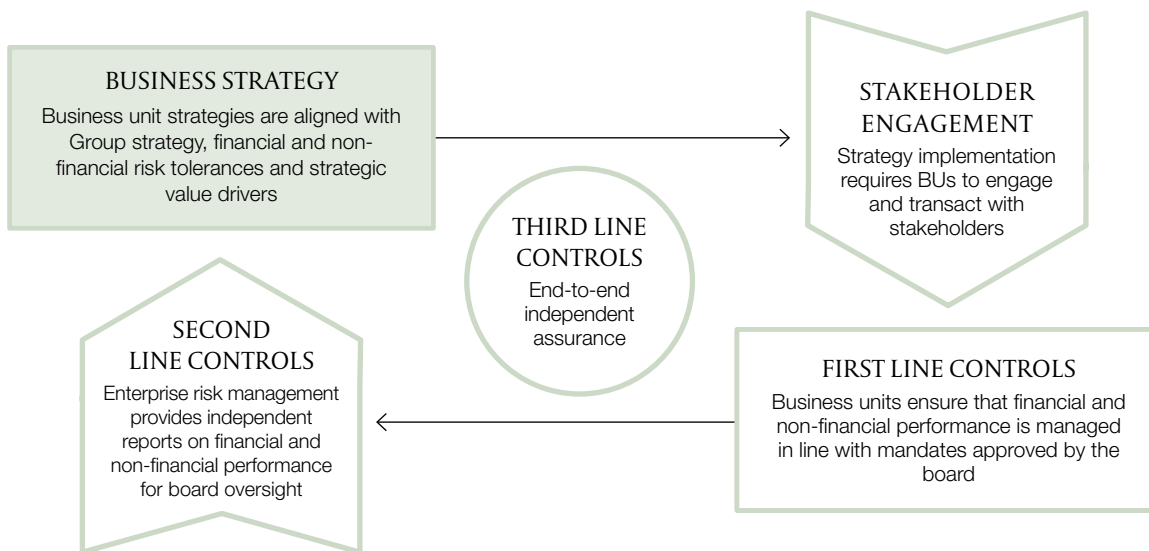 BUSINESS STRATEGY
Business unit strategies are aligned with
Group strategy, financial and non-
financial risk tolerances and strategic
value drivers
STAKEHOLDER
ENGAGEMENT
Strategy implementation
requires BUs to engage
and transact with
stakeholders
THIRD LINE
CONTROLS
End-to-end
independent
assurance
SECOND
LINE CONTROLS
Enterprise risk management
provides independent
reports on financial and
non-financial performance
for board oversight
FIRST LINE CONTROLS
Business units ensure that financial and
non-financial performance is managed
in line with mandates approved by the
board